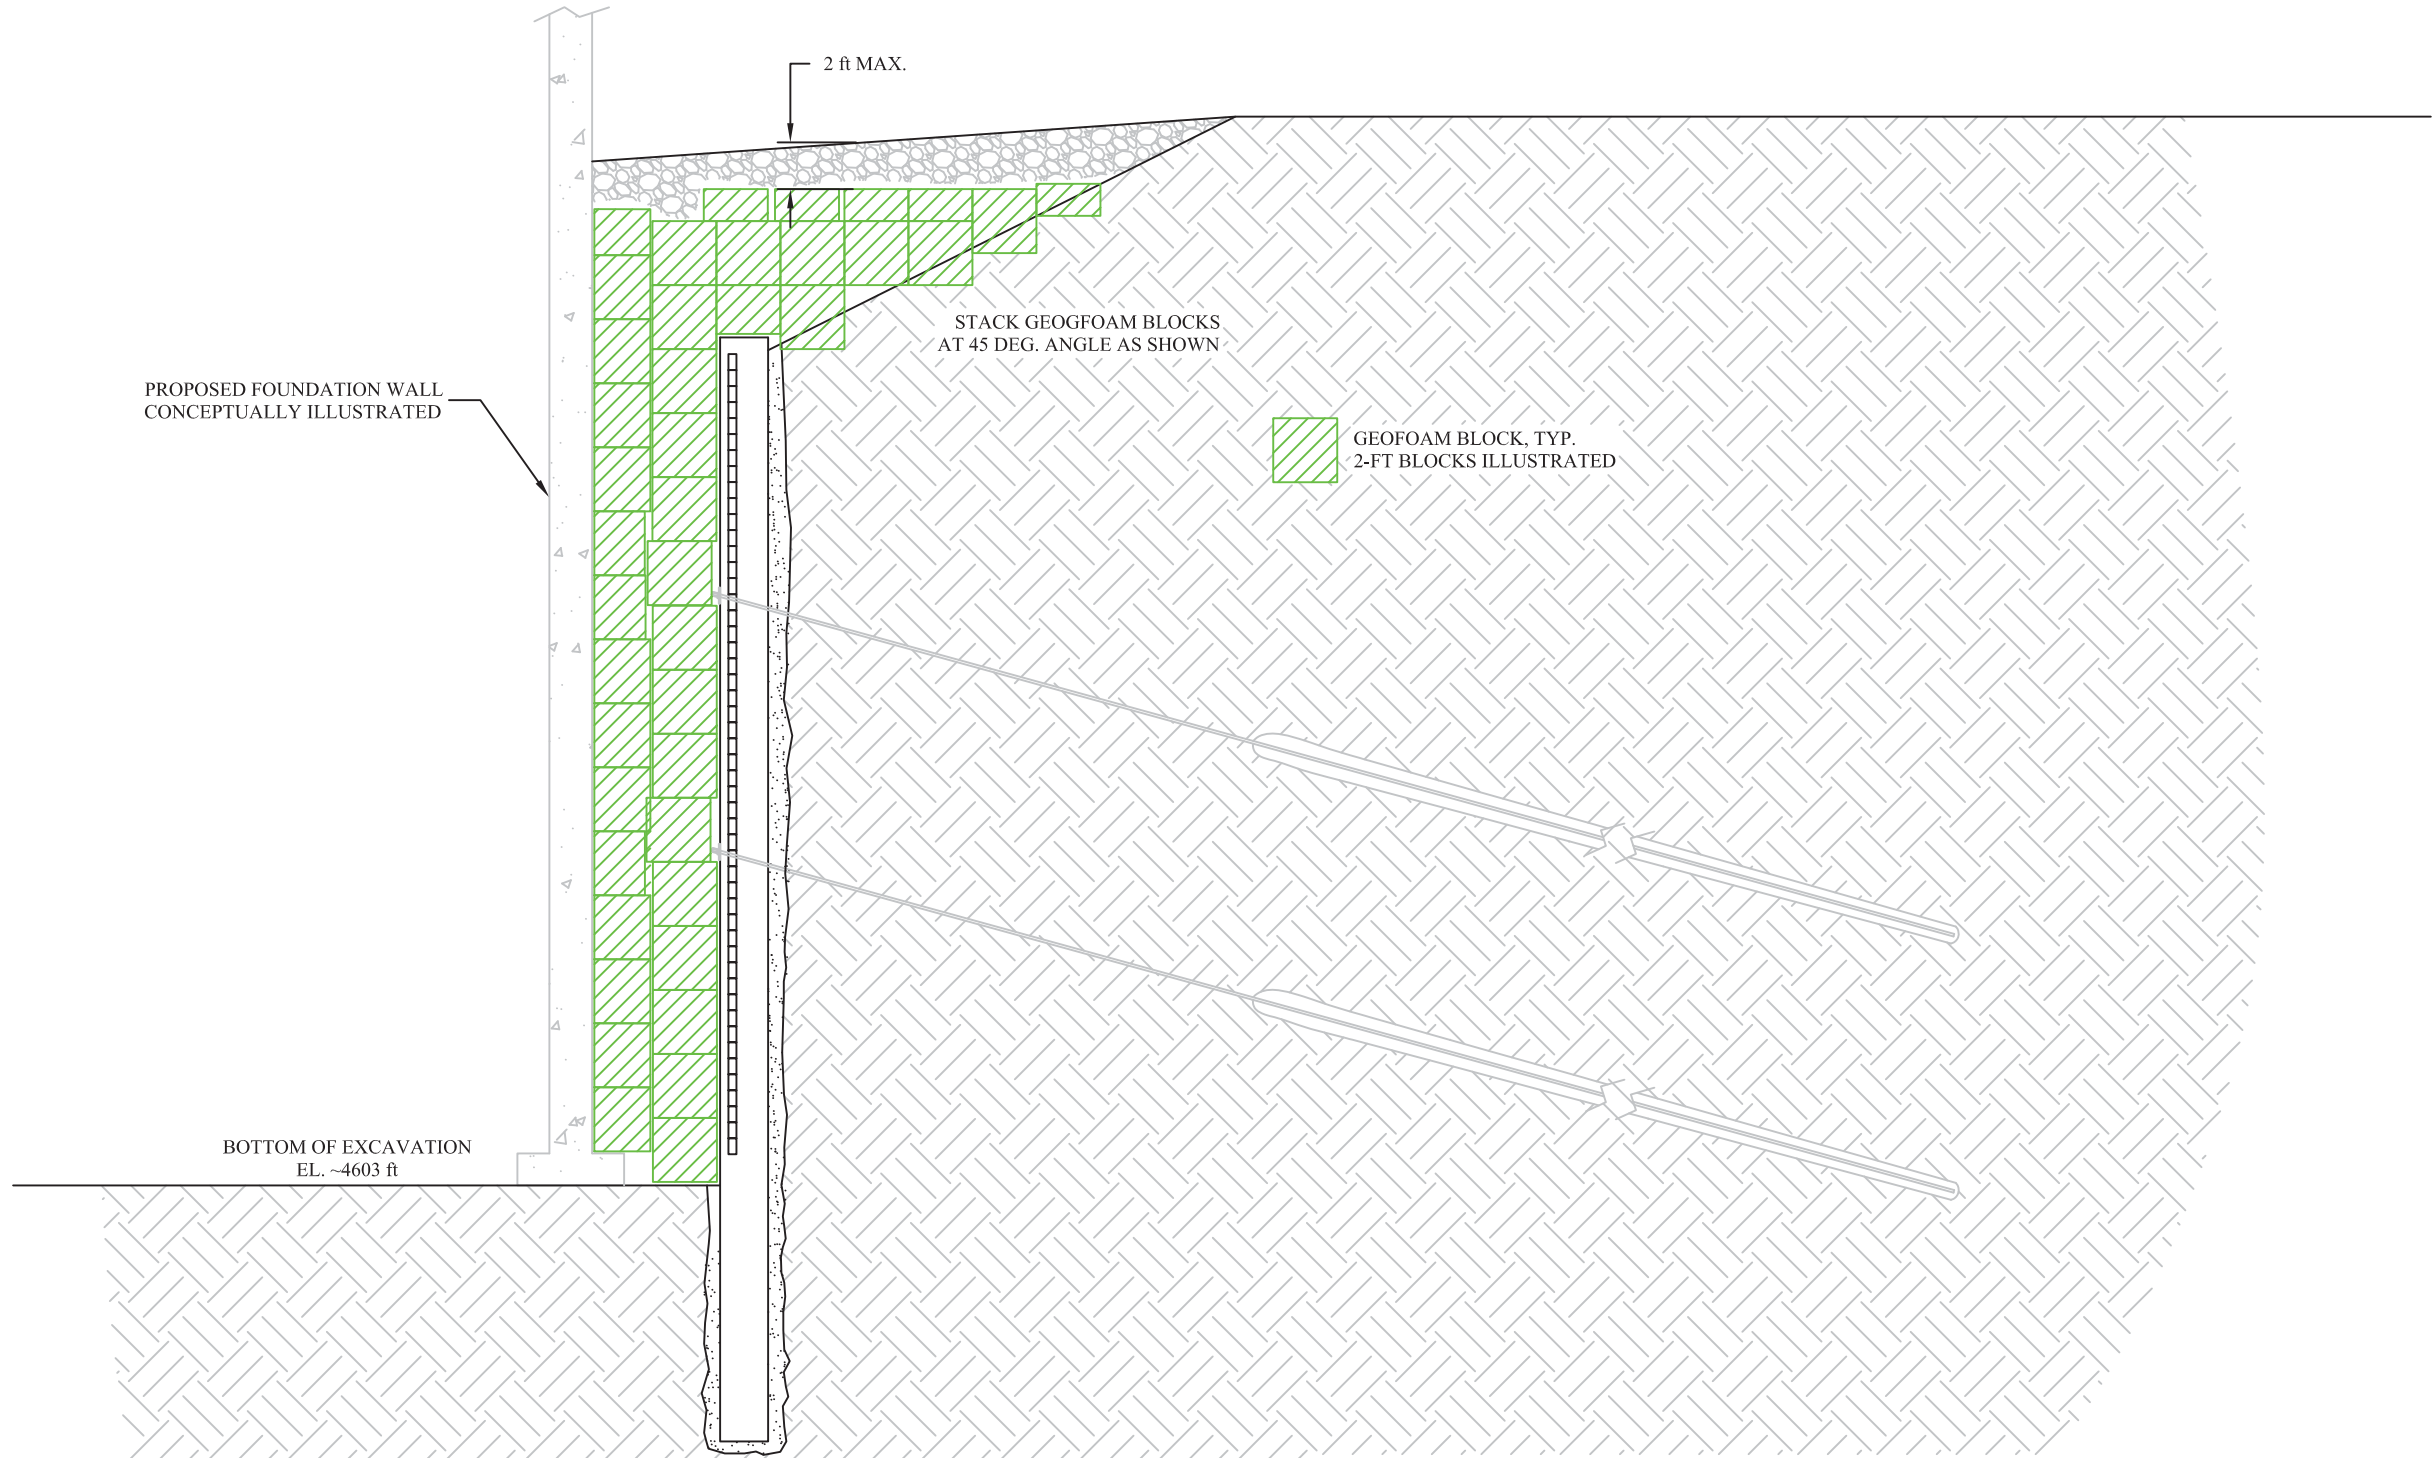 2 ft MAX.
STACK GEOGFOAM BLOCKS
AT 45 DEG. ANGLE AS SHOWN
PROPOSED FOUNDATION WALL
CONCEPTUALLY ILLUSTRATED
GEOFOAM BLOCK, TYP.
2-FT BLOCKS ILLUSTRATED
BOTTOM OF EXCAVATION
EL. ~4603 ft